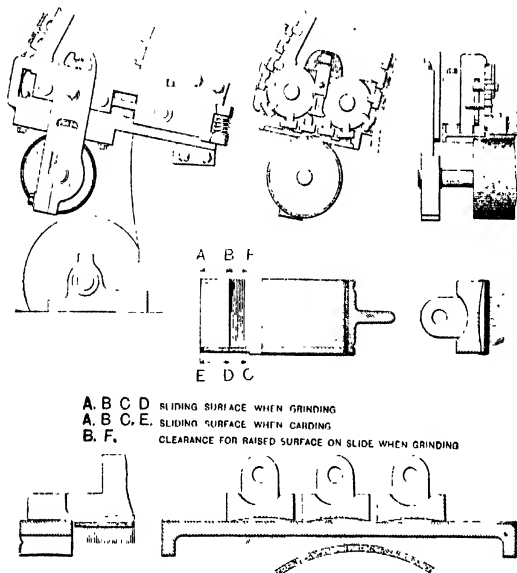 A B F
E D C
A. B C D SLIDING SURFACE WHEN GRINDING
A. B C. E. SLIDING SURFACE WHEN CARDING
B. F. CLEARANCE FOR RAISED SURFACE ON SLIDE WHEN GRINDING